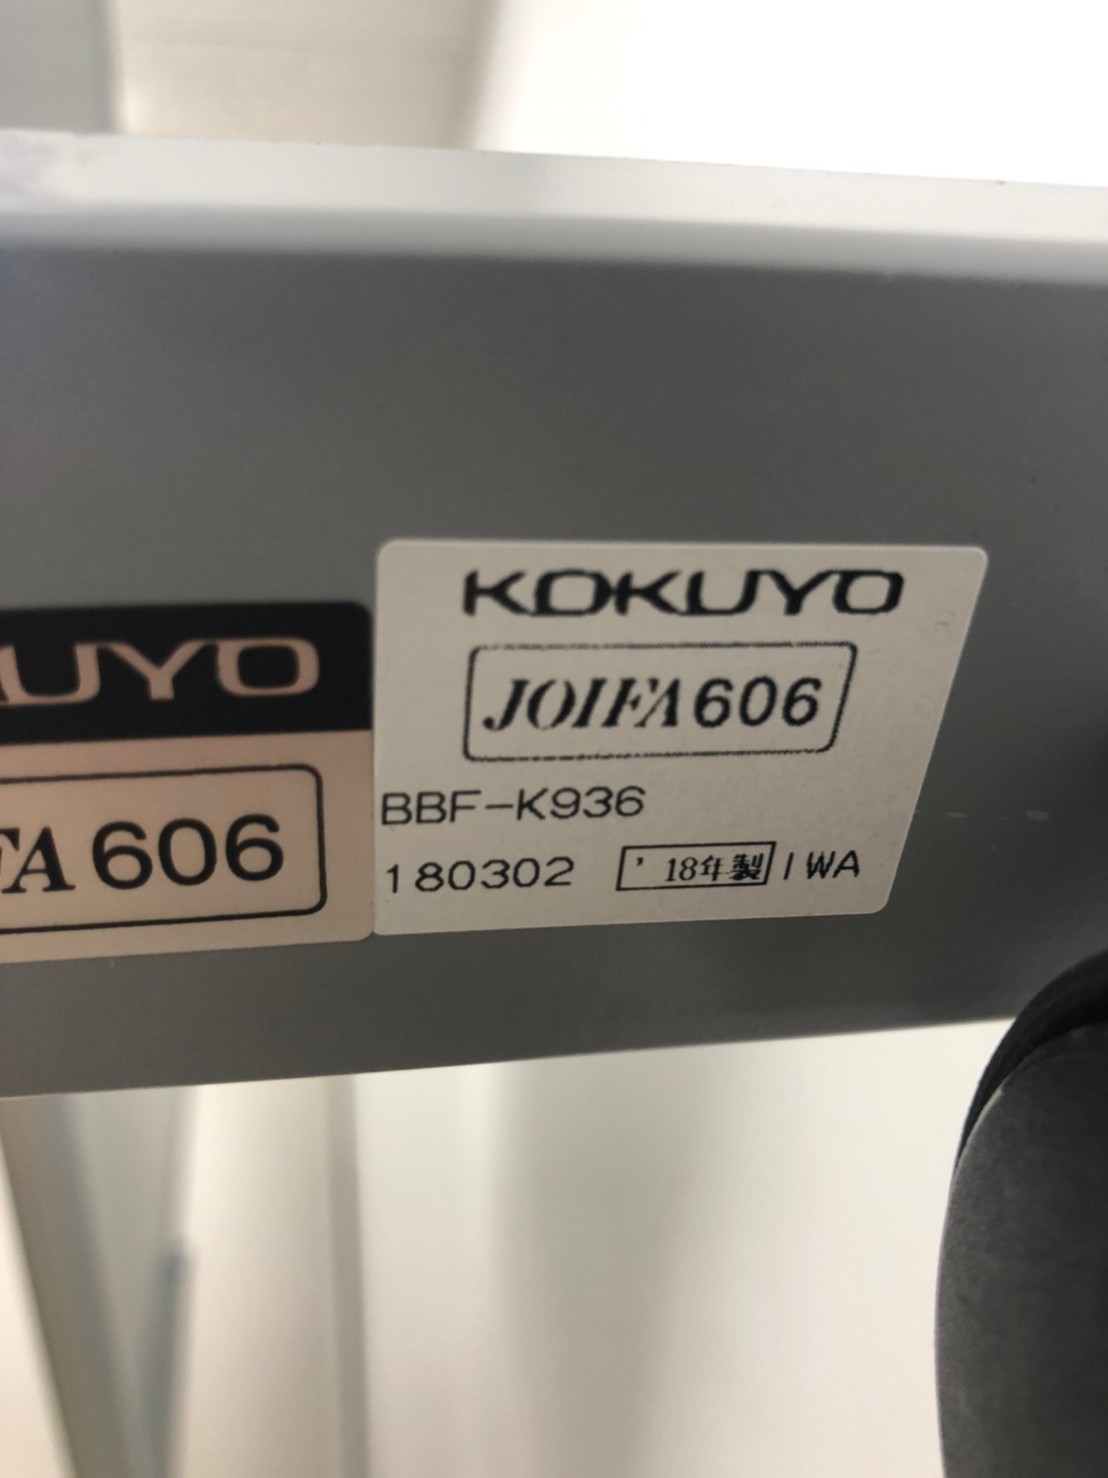 UYO
FA 606
KOKUYO
JOIFA606
BBF-K936
180302 '18年製 IWA